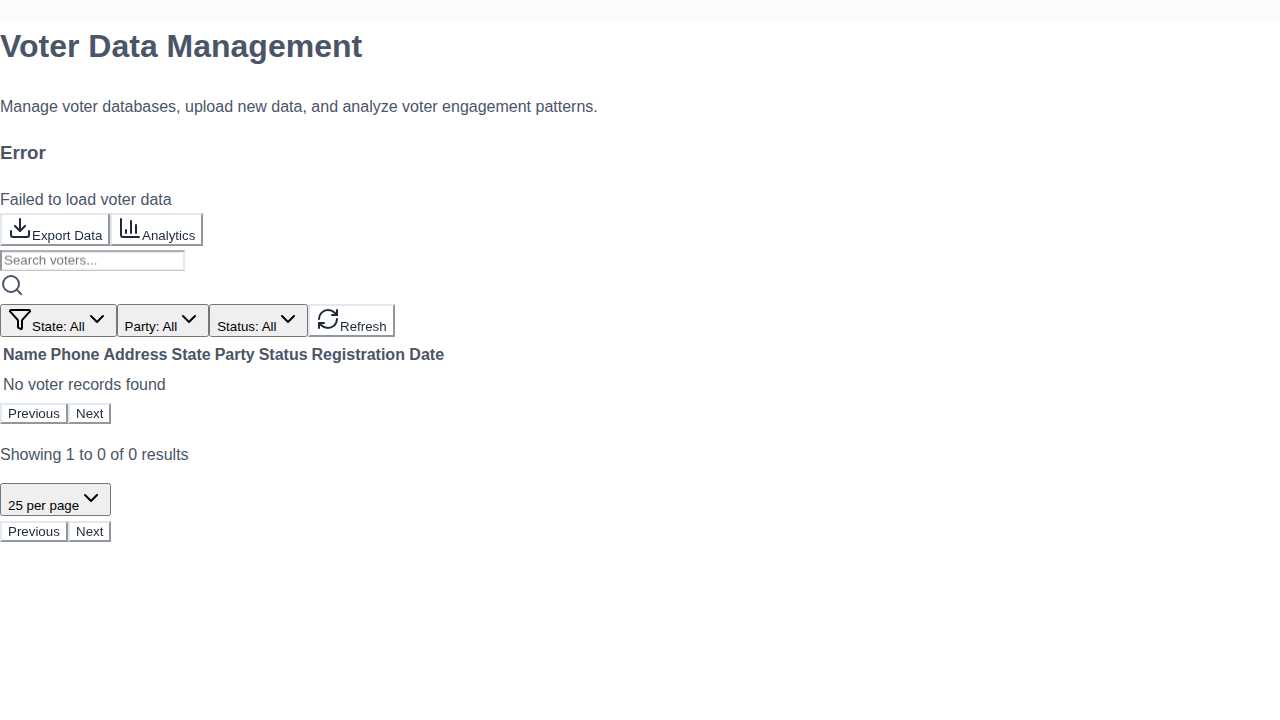 Voter Data Management
Manage voter databases, upload new data, and analyze voter engagement patterns.
Error
Failed to load voter data
Export Data Analytics
Search voters...
State: All Party: All Status: All Refresh
Name Phone Address State Party Status Registration Date
No voter records found
Previous Next
Showing 1 to 0 of 0 results
25 per page
Previous Next